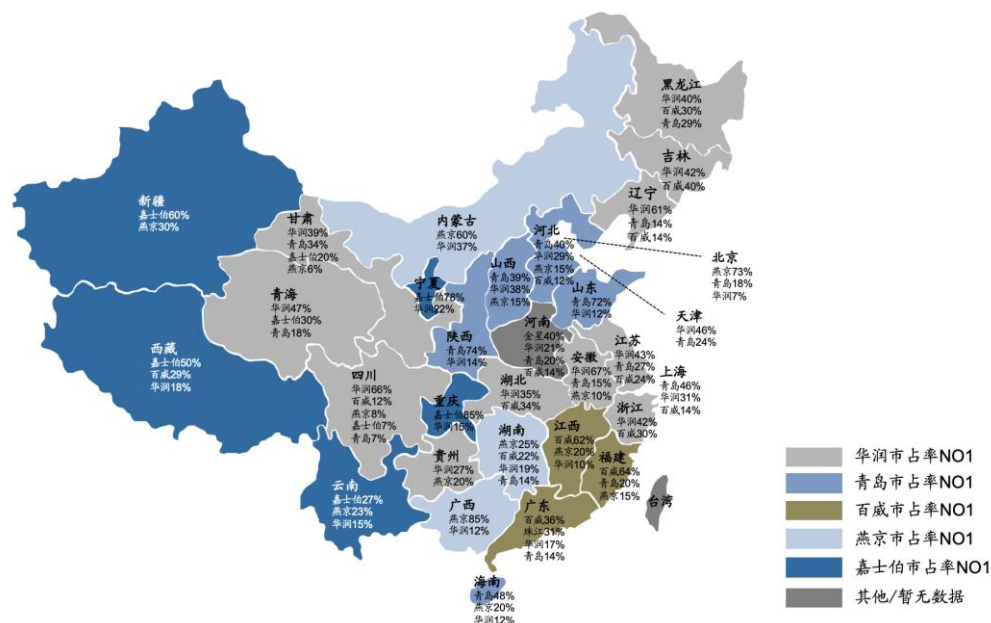 黑龙江
华润40%
百威30%
青岛29%
吉林
华润42%
百威40%
辽宁
华润61%
青岛14%
百威14%
新疆
嘉士伯60%
燕京30%
甘肃
华润39%
青岛34%
嘉士伯20%
燕京6%
内蒙古
燕京60%
华润37%
河北
青岛40%
华润29%
燕京15%
百威12%
北京
燕京73%
青岛18%
华润7%
天津
华润46%
青岛24%
山西
青岛39%
华润38%
燕京15%
宁夏
嘉士伯78%
华润22%
山东
青岛72%
华润12%
青海
华润47%
嘉士伯30%
青岛18%
陕西
青岛74%
华润14%
河南
金星40%
华润21%
青岛20%
百威14%
江苏
华润43%
青岛27%
百威24%
安徽
华润67%
青岛15%
燕京10%
上海
青岛46%
华润31%
百威14%
西藏
嘉士伯50%
百威29%
华润18%
四川
华润66%
百威12%
燕京8%
嘉士伯7%
青岛7%
重庆
嘉士伯85%
华润15%
湖北
华润35%
百威34%
浙江
华润42%
百威30%
湖南
燕京25%
百威22%
华润19%
青岛14%
江西
百威62%
燕京20%
华润10%
福建
百威64%
青岛20%
燕京15%
贵州
华润27%
燕京20%
云南
嘉士伯27%
燕京23%
华润15%
广西
燕京85%
华润12%
广东
百威36%
珠江31%
华润17%
青岛14%
台湾
海南
青岛48%
燕京20%
华润12%
华润市占率NO1
青岛市占率NO1
百威市占率NO1
燕京市占率NO1
嘉士伯市占率NO1
其他/暂无数据